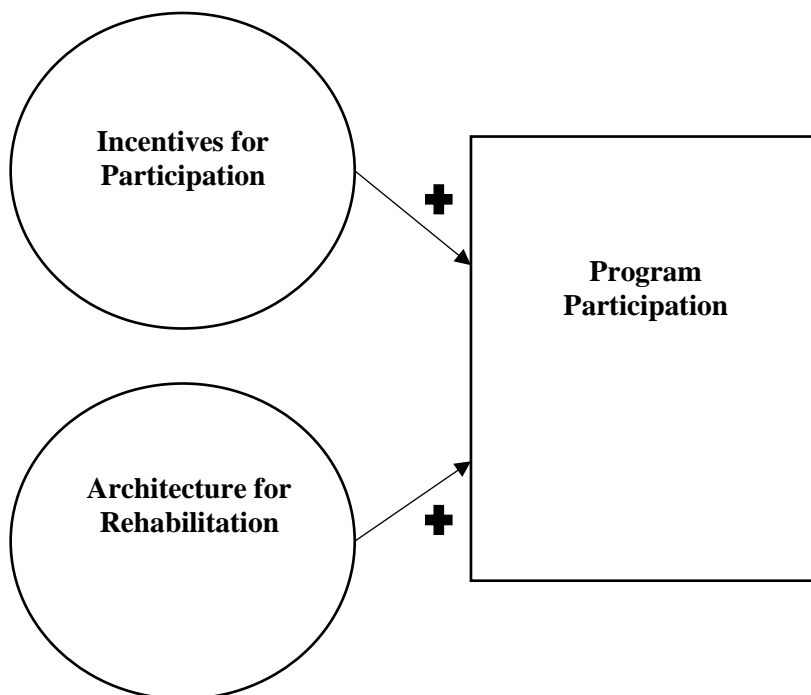 Incentives for
Participation
Program
Participation
Architecture for
Rehabilitation